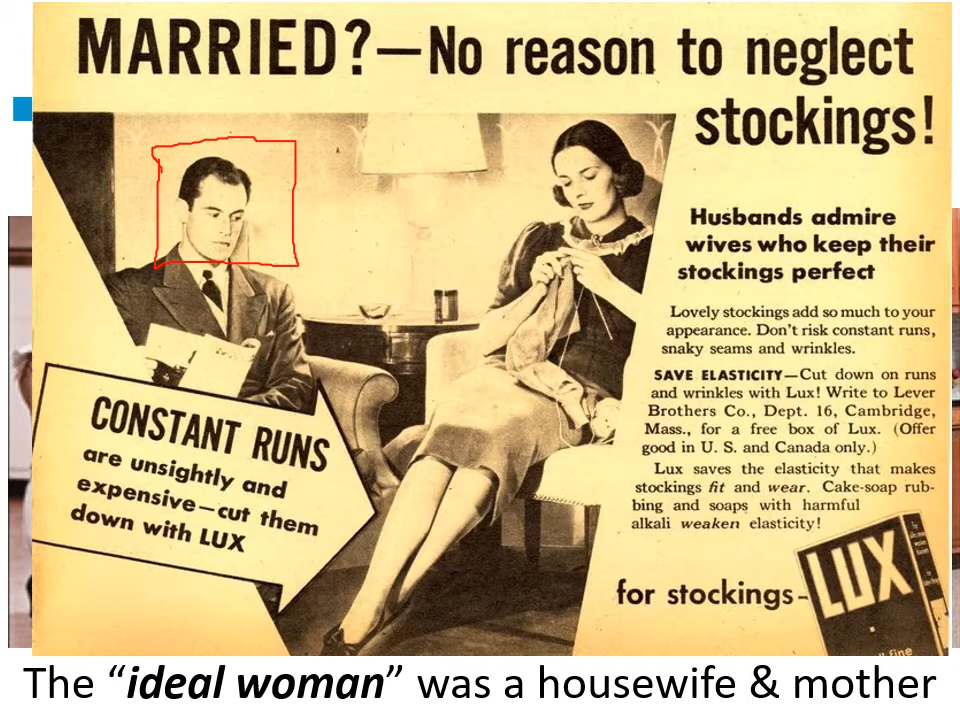 MARRIED?—No reason to neglect
stockings!
Husbands admire
wives who keep their
stockings perfect
Lovely stockings add so much to your
appearance. Don't risk constant runs,
snaky seams and wrinkles.
SAVE ELASTICITY—Cut down on runs
and wrinkles with Lux! Write to Lever
Brothers Co., Dept. 16, Cambridge,
Mass., for a free box of Lux. (Offer
good in U. S. and Canada only.)
Lux saves the elasticity that makes
stockings fit and wear. Cake-soap rub-
bing and soaps with harmful
alkali weaken elasticity!
CONSTANT RUNS
are unsightly and
expensive—cut them
down with LUX
for stockings-
LUX
fine
The “ideal woman” was a housewife & mother